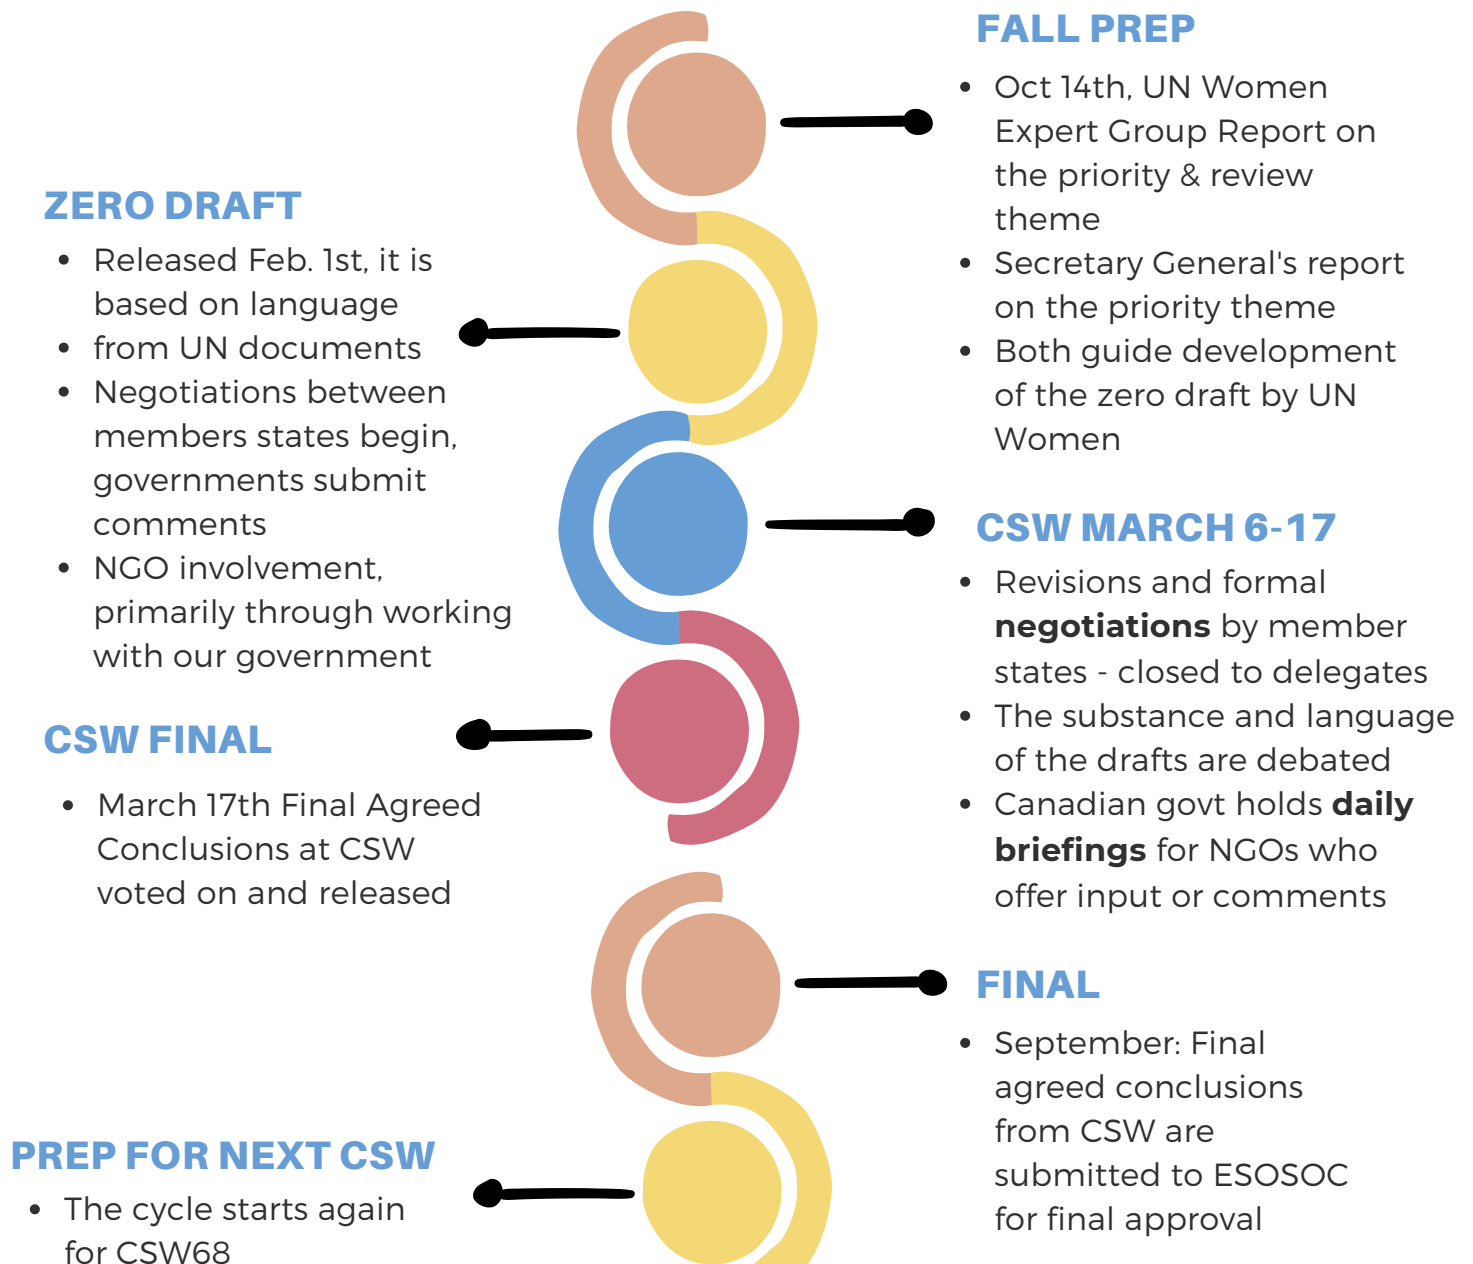 FALL PREP
• Oct 14th, UN Women
Expert Group Report on
the priority & review
theme
• Secretary General's report
on the priority theme
• Both guide development
of the zero draft by UN
Women
ZERO DRAFT
• Released Feb. 1st, it is
based on language
• from UN documents
• Negotiations between
members states begin,
governments submit
comments
• NGO involvement,
primarily through working
with our government
CSW MARCH 6-17
• Revisions and formal
negotiations by member
states - closed to delegates
• The substance and language
of the drafts are debated
• Canadian govt holds daily
briefings for NGOs who
offer input or comments
CSW FINAL
• March 17th Final Agreed
Conclusions at CSW
voted on and released
FINAL
• September: Final
agreed conclusions
from CSW are
submitted to ESOSOC
for final approval
PREP FOR NEXT CSW
• The cycle starts again
for CSW68